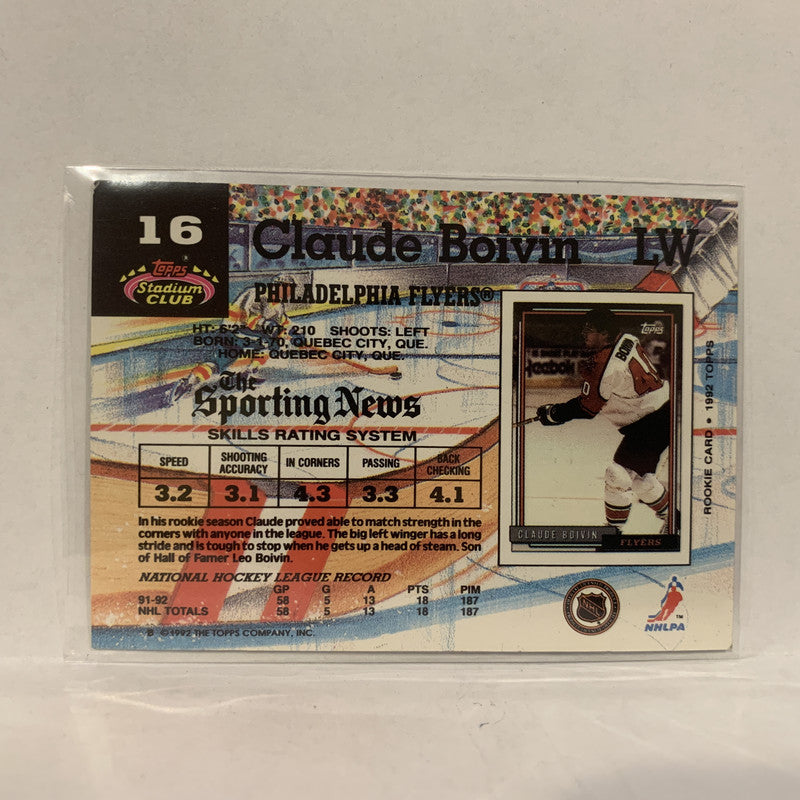 16
Topps
Stadium
CLUB
Claude Boivin LW
PHILADELPHIA FLYERS®
HT: 6'2" WT: 210 SHOOTS: LEFT
BORN: 3-1-70, QUEBEC CITY, QUE.
HOME: QUEBEC CITY, QUE.
The
Sporting News
SKILLS RATING SYSTEM
SPEED SHOOTING ACCURACY IN CORNERS PASSING BACK CHECKING
3.2 3.1 4.3 3.3 4.1
In his rookie season Claude proved able to match strength in the
corners with anyone in the league. The big left winger has a long
stride and is tough to stop when he gets up a head of steam. Son
of Hall of Famer Leo Boivin.
NATIONAL HOCKEY LEAGUE RECORD
GP G A PTS PIM
91-92 58 5 13 18 187
NHL TOTALS 58 5 13 18 187
B ©1992 THE TOPPS COMPANY, INC.
Topps
BOIVIN
CLAUDE BOIVIN
FLYERS
ROOKIE CARD • 1992 TOPPS
NHL
NHLPA
TM